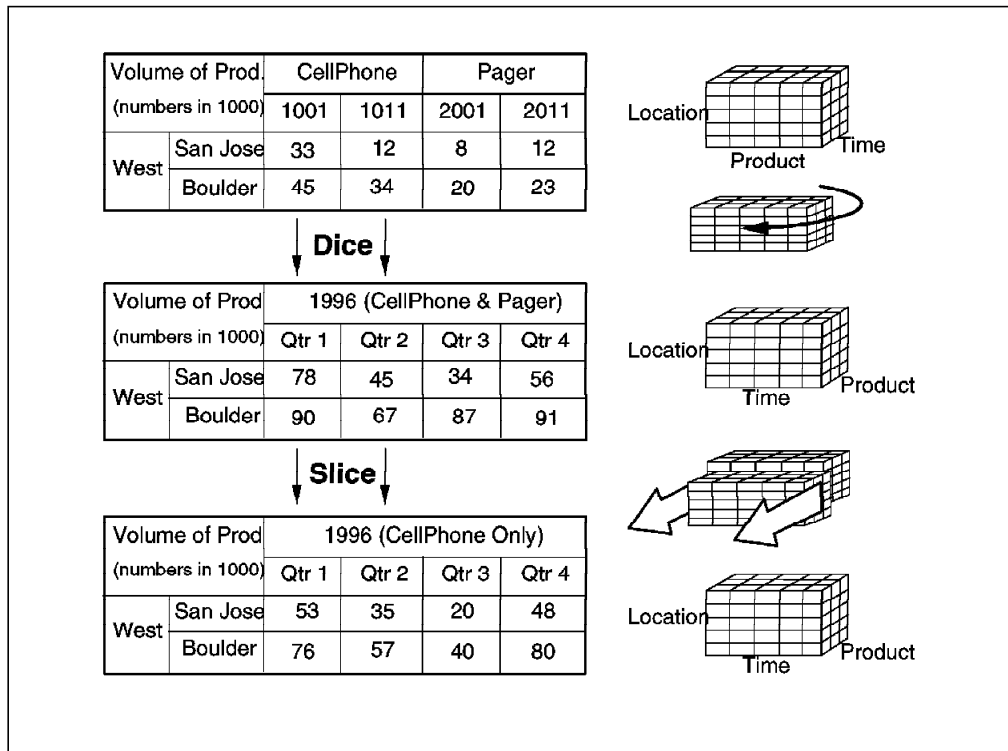 Volume of Prod. CellPhone Pager
(numbers in 1000) 1001 1011 2001 2011
West San Jose 33 12 8 12
Boulder 45 34 20 23
Location
Time
Product
Dice
Volume of Prod 1996 (CellPhone & Pager)
(numbers in 1000) Qtr 1 Qtr 2 Qtr 3 Qtr 4
West San Jose 78 45 34 56
Boulder 90 67 87 91
Location
Product
Time
Slice
Volume of Prod 1996 (CellPhone Only)
(numbers in 1000) Qtr 1 Qtr 2 Qtr 3 Qtr 4
West San Jose 53 35 20 48
Boulder 76 57 40 80
Location
Product
Time